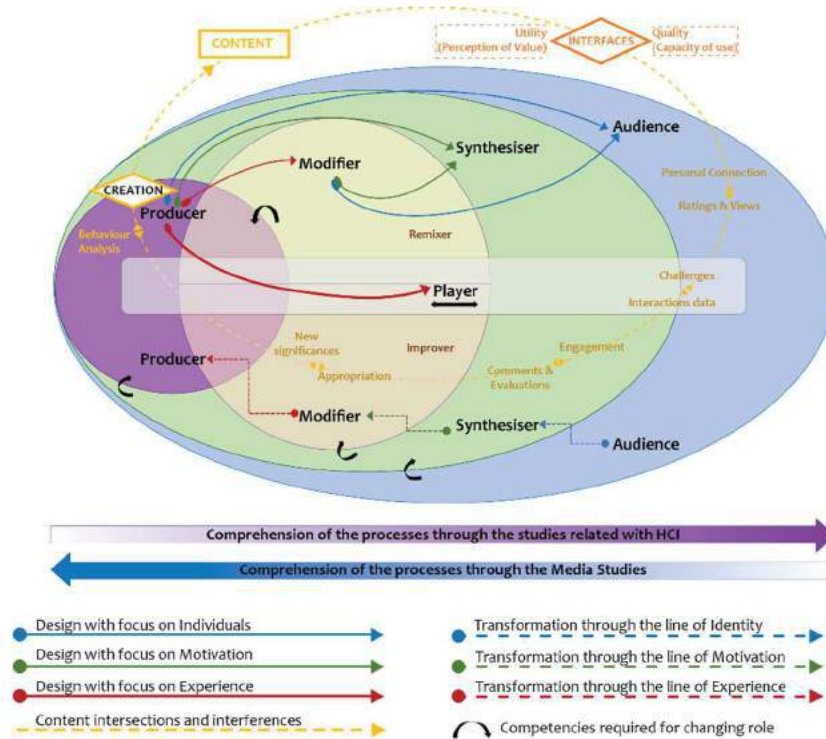 CONTENT
Utility
(Perception of Value)
INTERFACES
Quality
(Capacity of use)
Audience
Synthesiser
Modifier
Personal Connection
CREATION
Producer
Ratings & Views
Behaviour
Analysis
Remixer
Challenges
Player
Interactions data
New
significances
Improver
Engagement
Producer
Appropriation
Comments &
Evaluations
Modifier
Synthesiser
Audience
Comprehension of the processes through the studies related with HCI
Comprehension of the processes through the Media Studies
Design with focus on Individuals
Transformation through the line of Identity
Design with focus on Motivation
Transformation through the line of Motivation
Design with focus on Experience
Transformation through the line of Experience
Content intersections and interferences
Competencies required for changing role